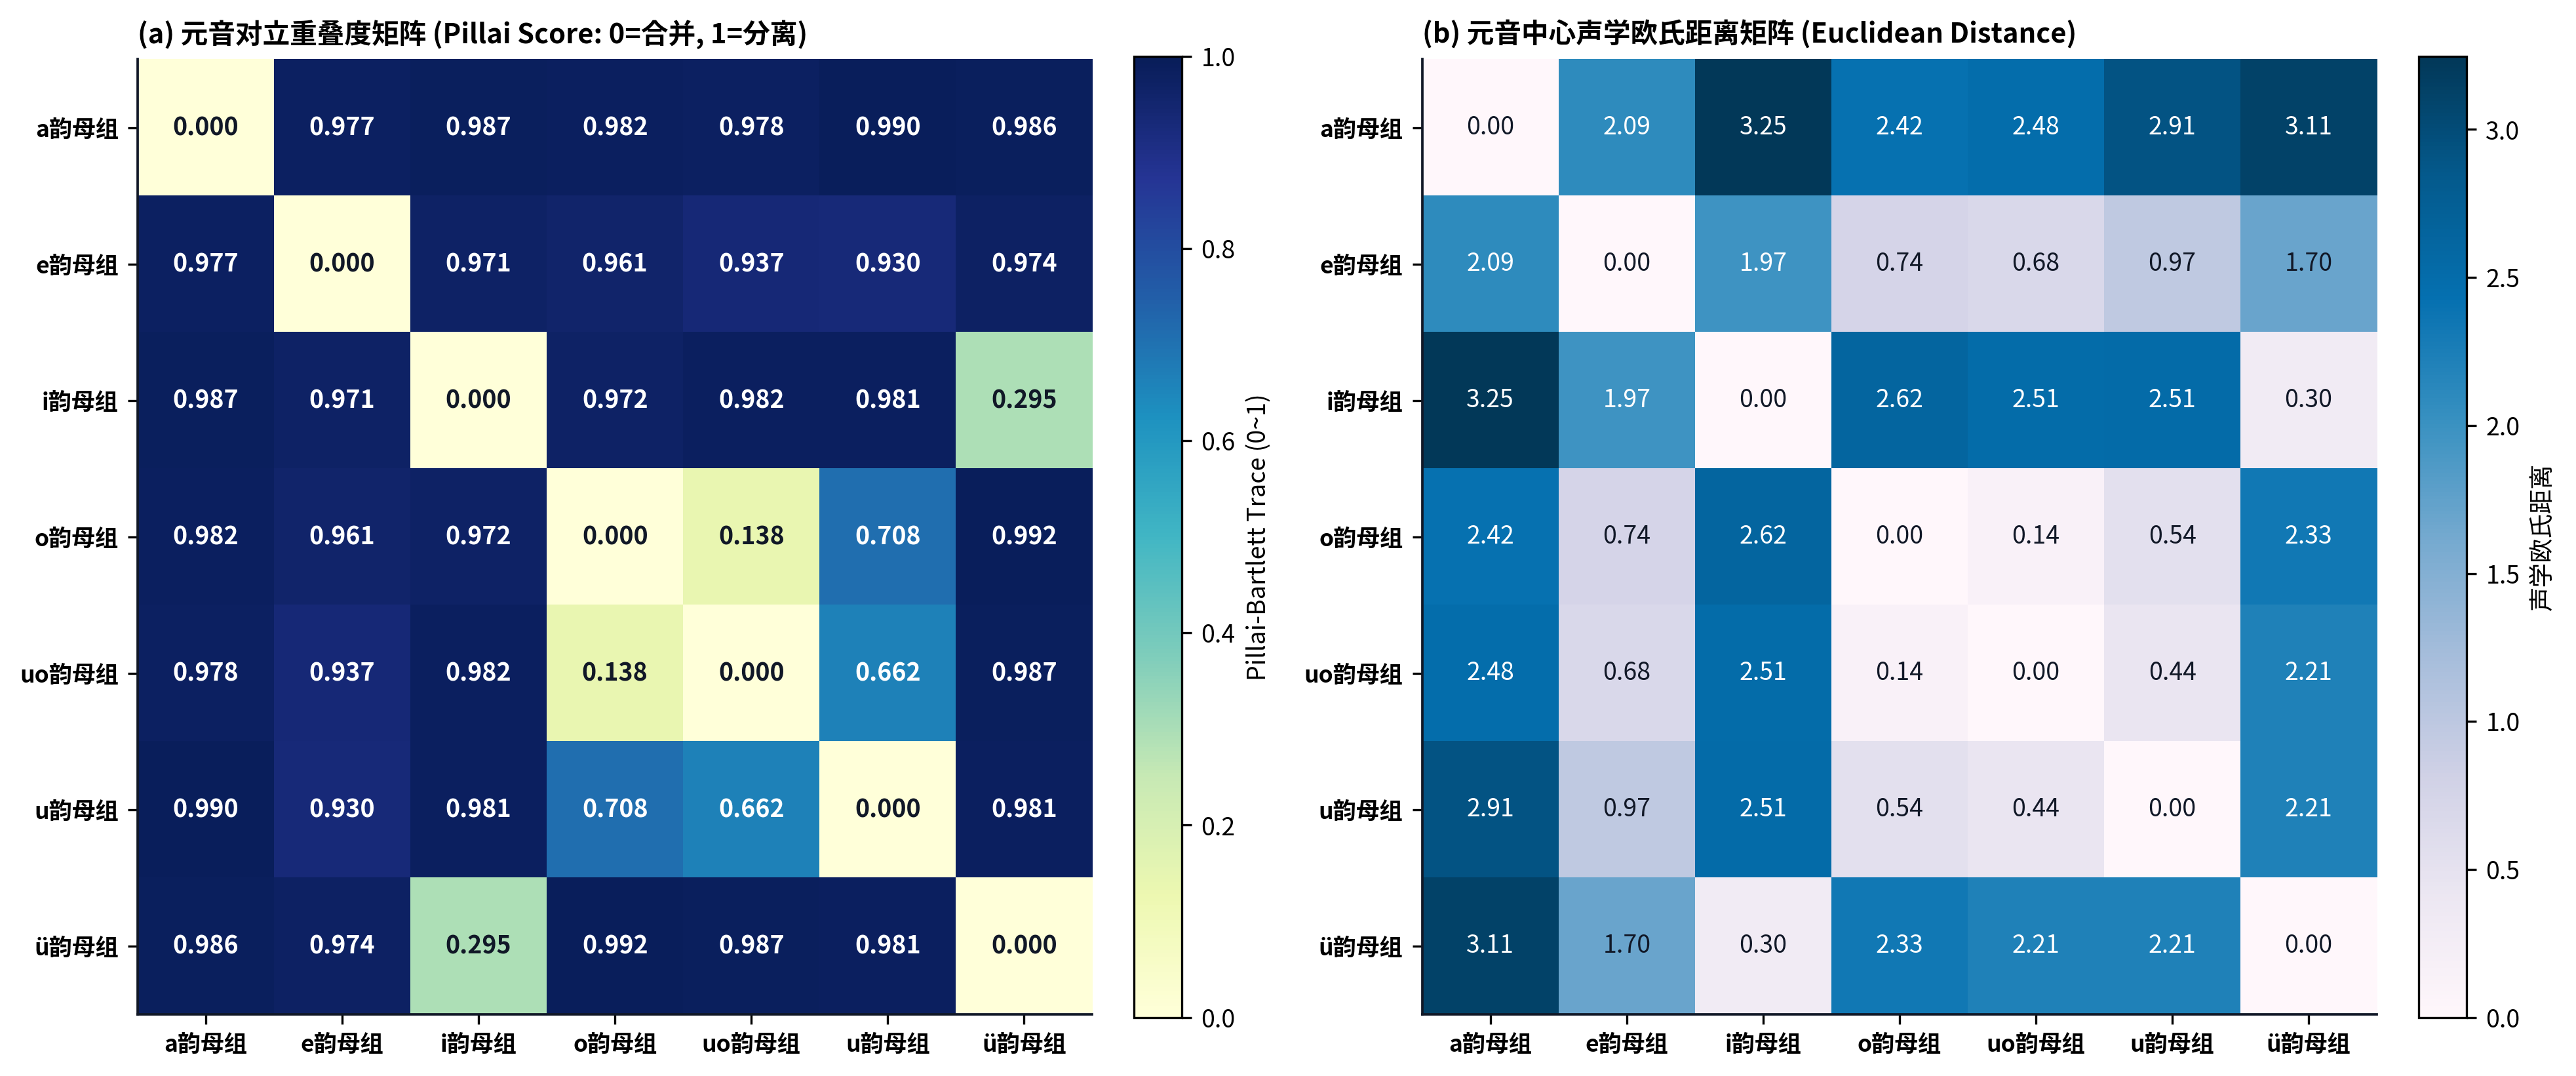 (a) 元音对立重叠度矩阵 (Pillai Score: 0=合并, 1=分离)
a韵母组 0.000 0.977 0.987 0.982 0.978 0.990 0.986
e韵母组 0.977 0.000 0.971 0.961 0.937 0.930 0.974
i韵母组 0.987 0.971 0.000 0.972 0.982 0.981 0.295
o韵母组 0.982 0.961 0.972 0.000 0.138 0.708 0.992
uo韵母组 0.978 0.937 0.982 0.138 0.000 0.662 0.987
u韵母组 0.990 0.930 0.981 0.708 0.662 0.000 0.981
ü韵母组 0.986 0.974 0.295 0.992 0.987 0.981 0.000
a韵母组 e韵母组 i韵母组 o韵母组 uo韵母组 u韵母组 ü韵母组
1.0
0.8
0.6
0.4
0.2
0.0
Pillai-Bartlett Trace (0~1)
(b) 元音中心声学欧氏距离矩阵 (Euclidean Distance)
a韵母组 0.00 2.09 3.25 2.42 2.48 2.91 3.11
e韵母组 2.09 0.00 1.97 0.74 0.68 0.97 1.70
i韵母组 3.25 1.97 0.00 2.62 2.51 2.51 0.30
o韵母组 2.42 0.74 2.62 0.00 0.14 0.54 2.33
uo韵母组 2.48 0.68 2.51 0.14 0.00 0.44 2.21
u韵母组 2.91 0.97 2.51 0.54 0.44 0.00 2.21
ü韵母组 3.11 1.70 0.30 2.33 2.21 2.21 0.00
a韵母组 e韵母组 i韵母组 o韵母组 uo韵母组 u韵母组 ü韵母组
3.0
2.5
2.0
1.5
1.0
0.5
0.0
声学欧氏距离